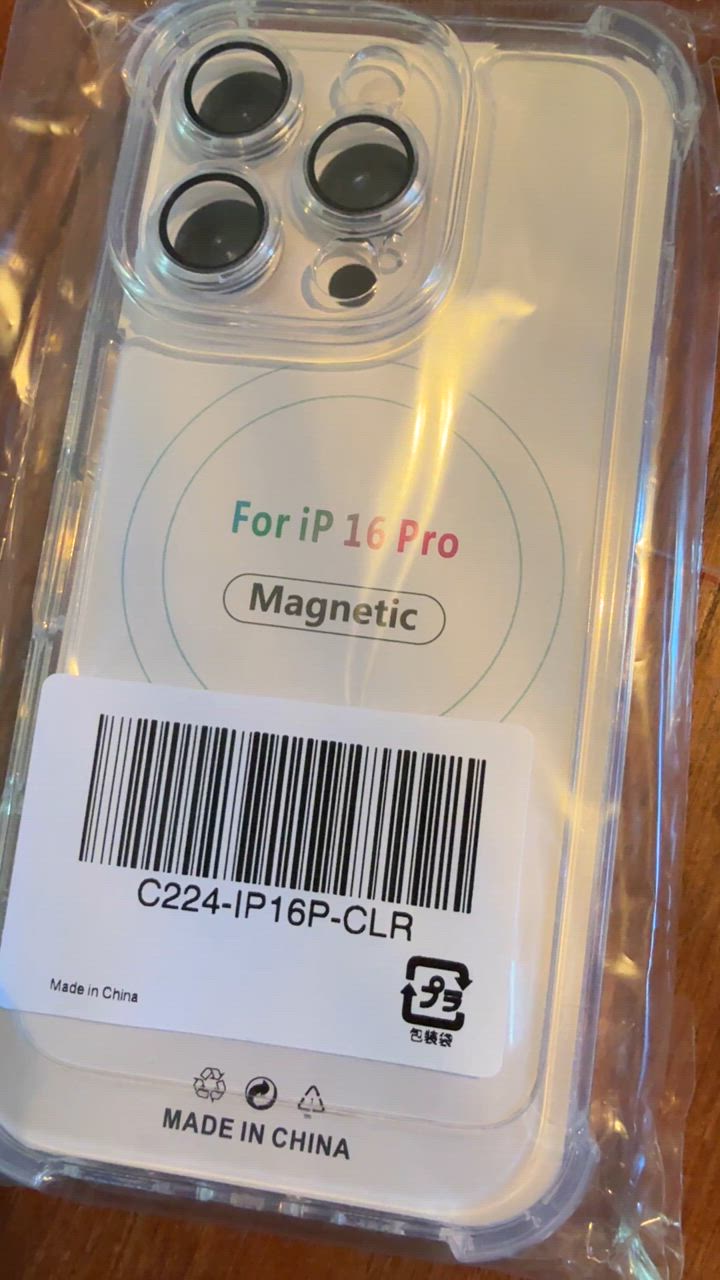 For iP 16 Pro
Magnetic
C224-IP16P-CLR
Made in China
プラ
包装袋
MADE IN CHINA